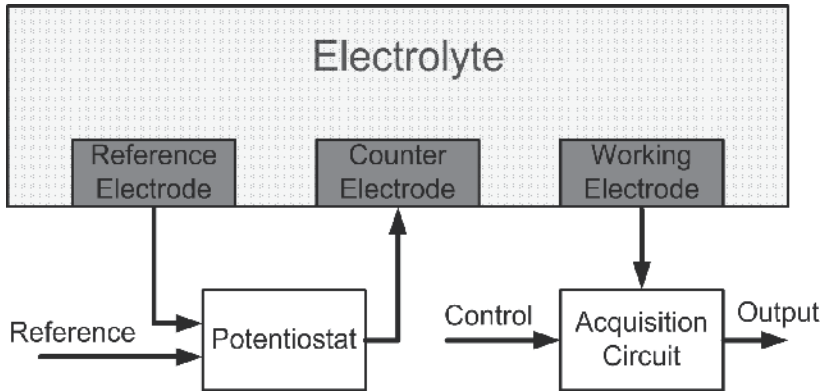 Electrolyte
Reference
Electrode
Counter
Electrode
Working
Electrode
Reference
Potentiostat
Control
Acquisition
Circuit
Output